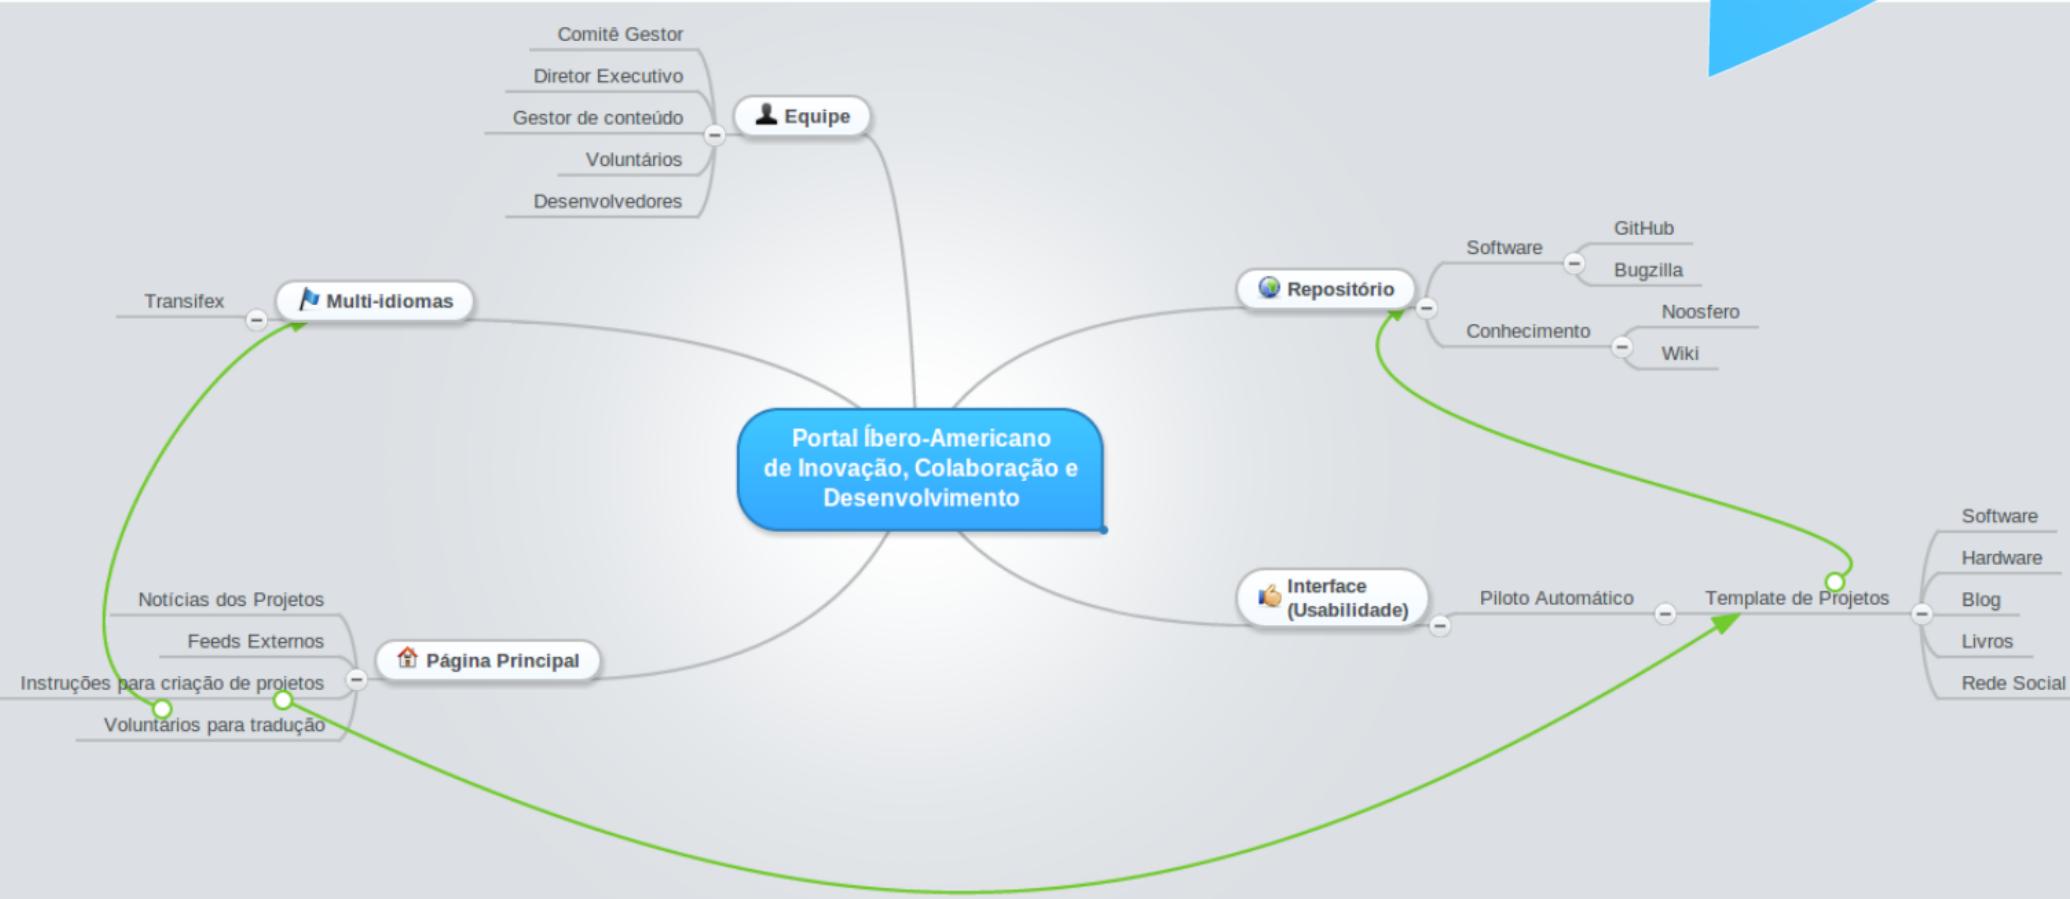 Comitê Gestor
Diretor Executivo
Gestor de conteúdo
Voluntários
Desenvolvedores
Equipe
Transifex
Multi-idiomas
Repositório
Software
GitHub
Bugzilla
Conhecimento
Noosfero
Wiki
Portal Íbero-Americano
de Inovação, Colaboração e
Desenvolvimento
Notícias dos Projetos
Feeds Externos
Instruções para criação de projetos
Voluntários para tradução
Página Principal
Interface
(Usabilidade)
Piloto Automático
Template de Projetos
Software
Hardware
Blog
Livros
Rede Social